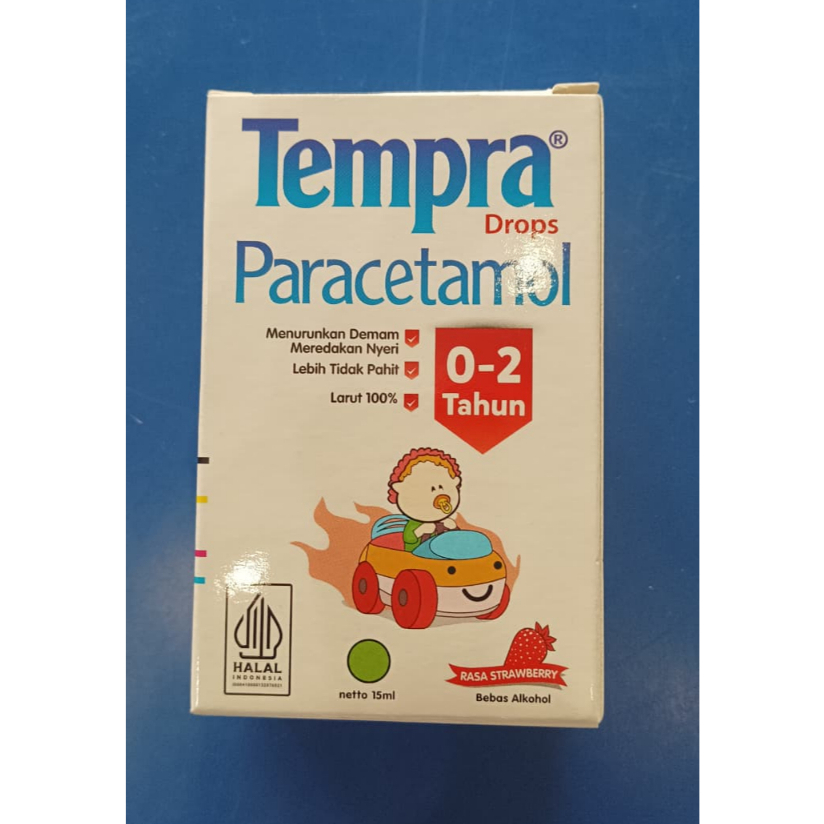 Tempra®
Drops
Paracetamol
Menurunkan Demam
Meredakan Nyeri
Lebih Tidak Pahit
Larut 100%
0-2
Tahun
HALAL
INDONESIA
netto 15ml
RASA STRAWBERRY
Bebas Alkohol